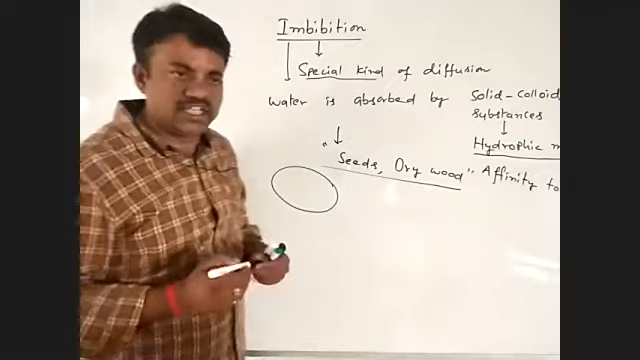 Imbibition
Special kind of diffusion
Water is absorbed by Solid-Colloid
Substances
Hydrophic
"Seeds, Dry wood" Affinity to